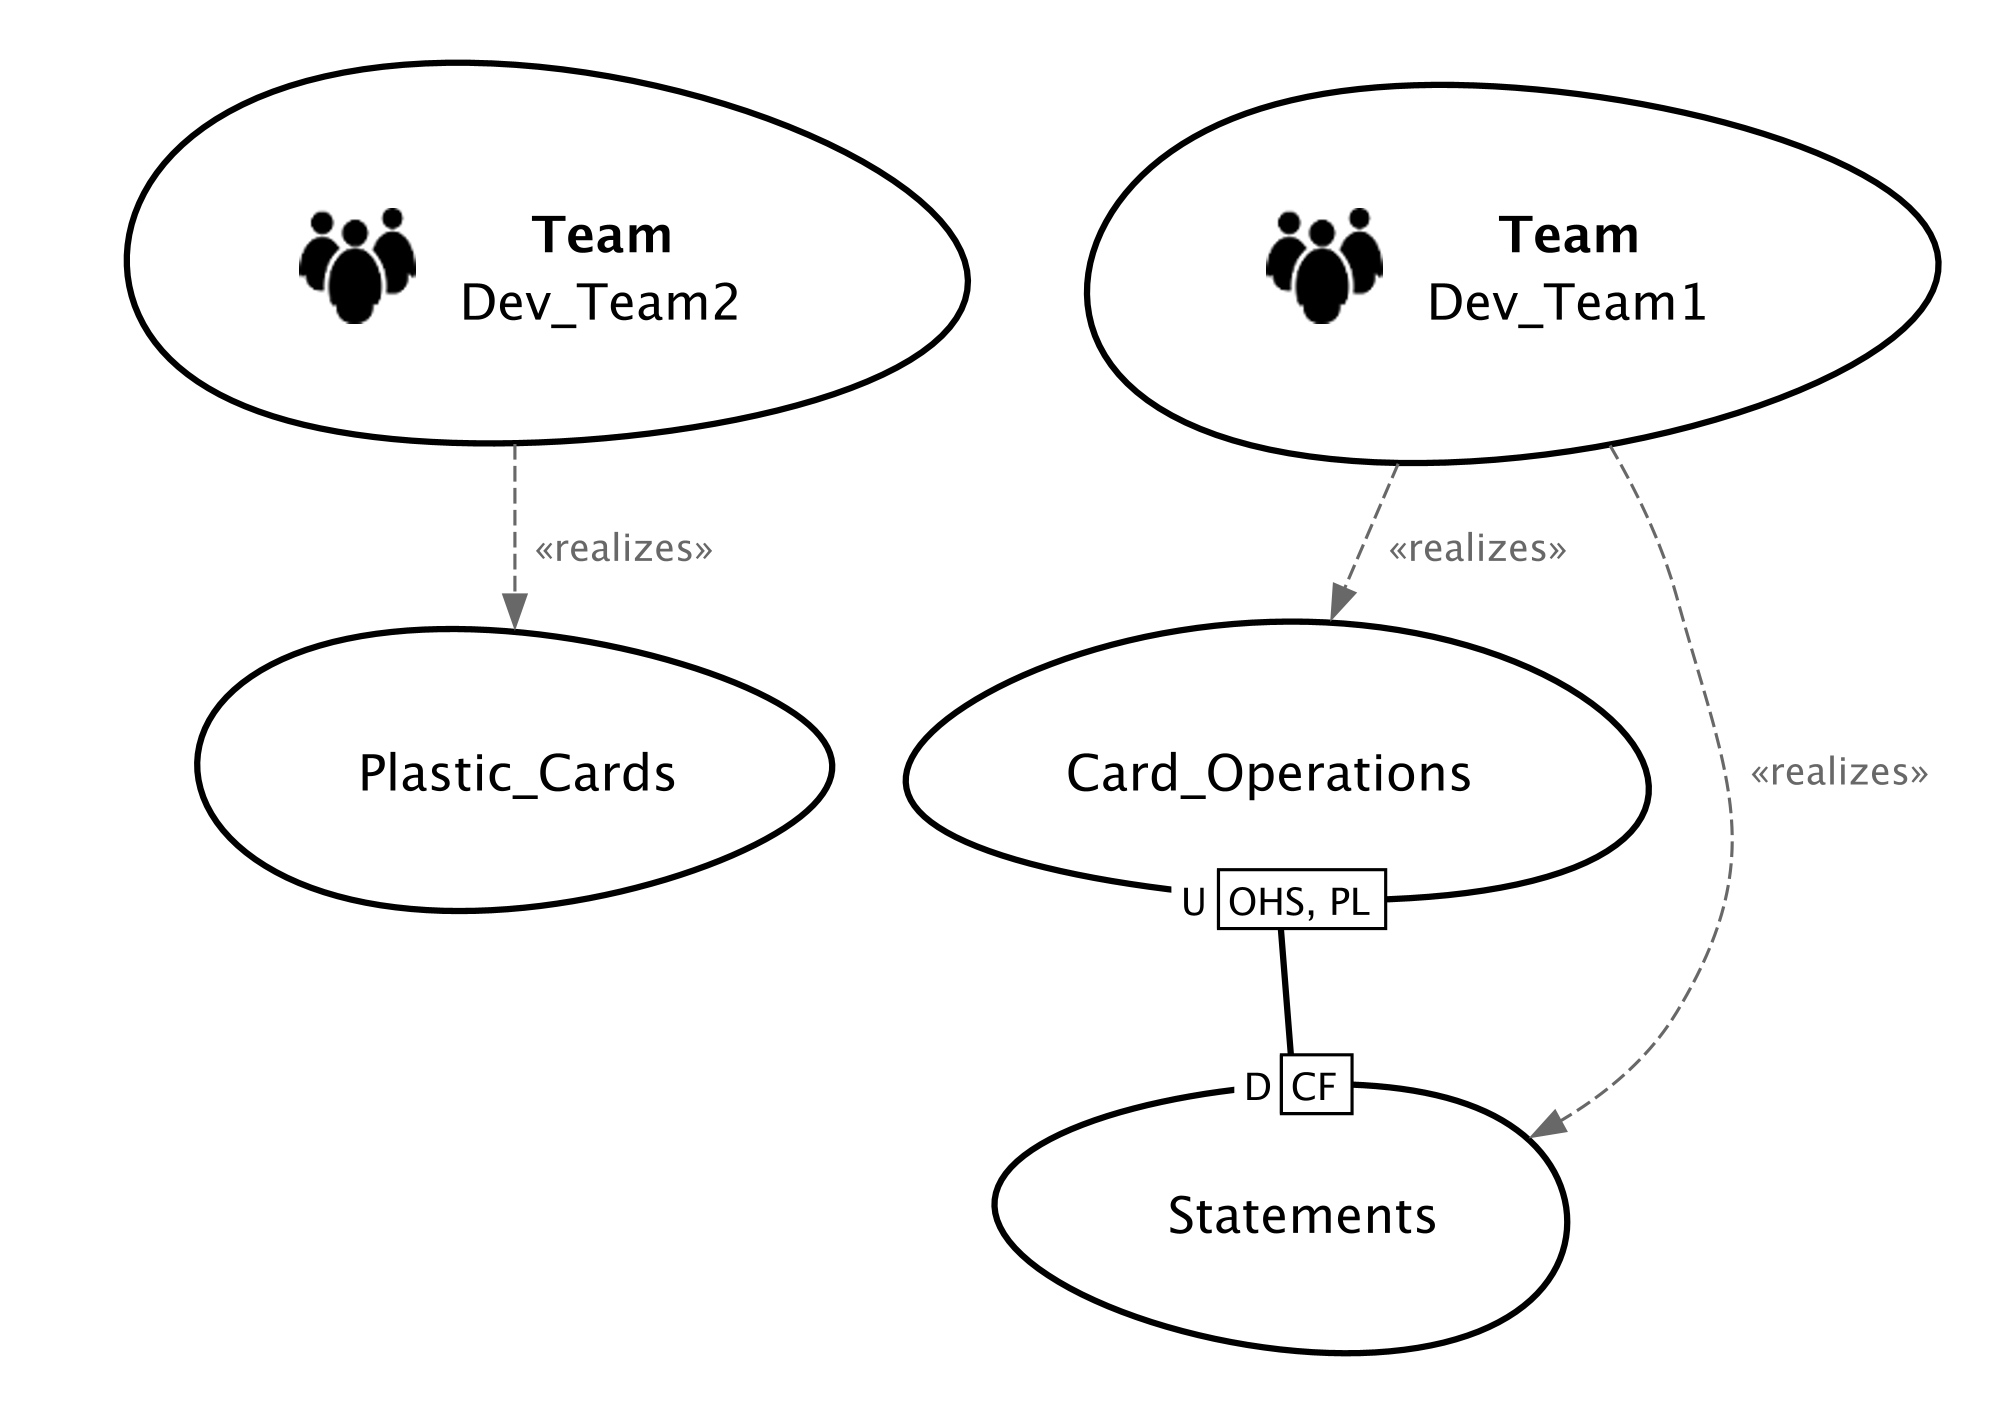 Team
Dev_Team2
Team
Dev_Team1
«realizes»
«realizes»
«realizes»
Plastic_Cards
Card_Operations
U OHS, PL
D CF
Statements